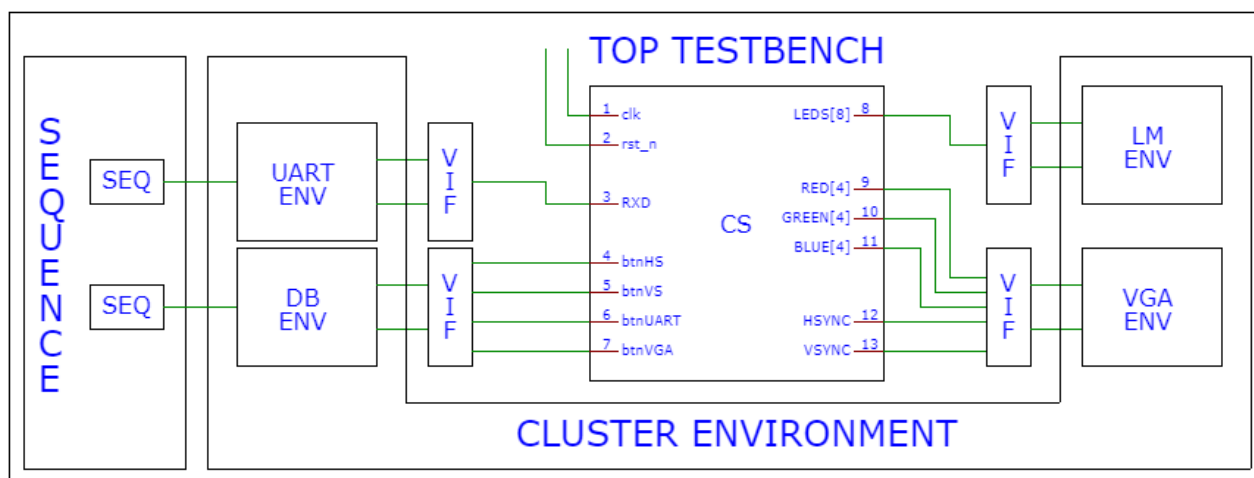 TOP TESTBENCH
SEQUENCE
SEQ
SEQ
UART
ENV
DB
ENV
VIF
VIF
1 clk
2 rst_n
3 RXD
4 btnHS
5 btnVS
6 btnUART
7 btnVGA
CS
LEDS[8] 8
RED[4] 9
GREEN[4] 10
BLUE[4] 11
HSYNC 12
VSYNC 13
VIF
VIF
LM
ENV
VGA
ENV
CLUSTER ENVIRONMENT